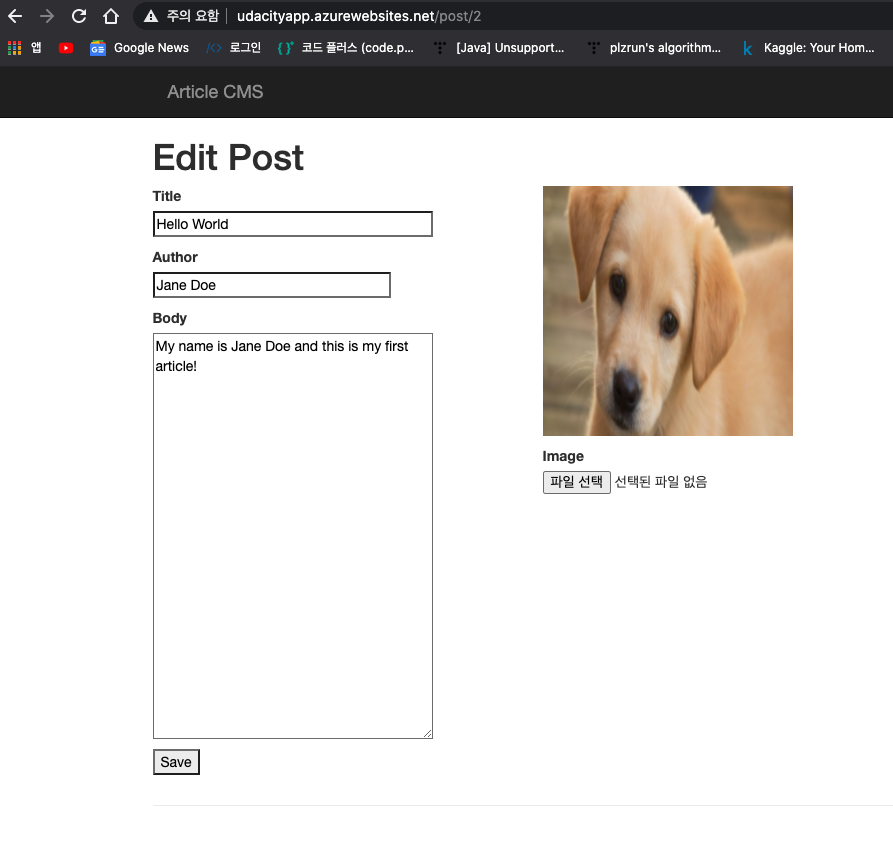 주의 요함 udacityapp.azurewebsites.net/post/2
앱 Google News 로그인 코드 플러스 (code.p... [Java] Unsupport... plzrun's algorithm... Kaggle: Your Hom...
Article CMS
Edit Post
Title
Hello World
Author
Jane Doe
Body
My name is Jane Doe and this is my first
article!
Image
파일 선택 선택된 파일 없음
Save